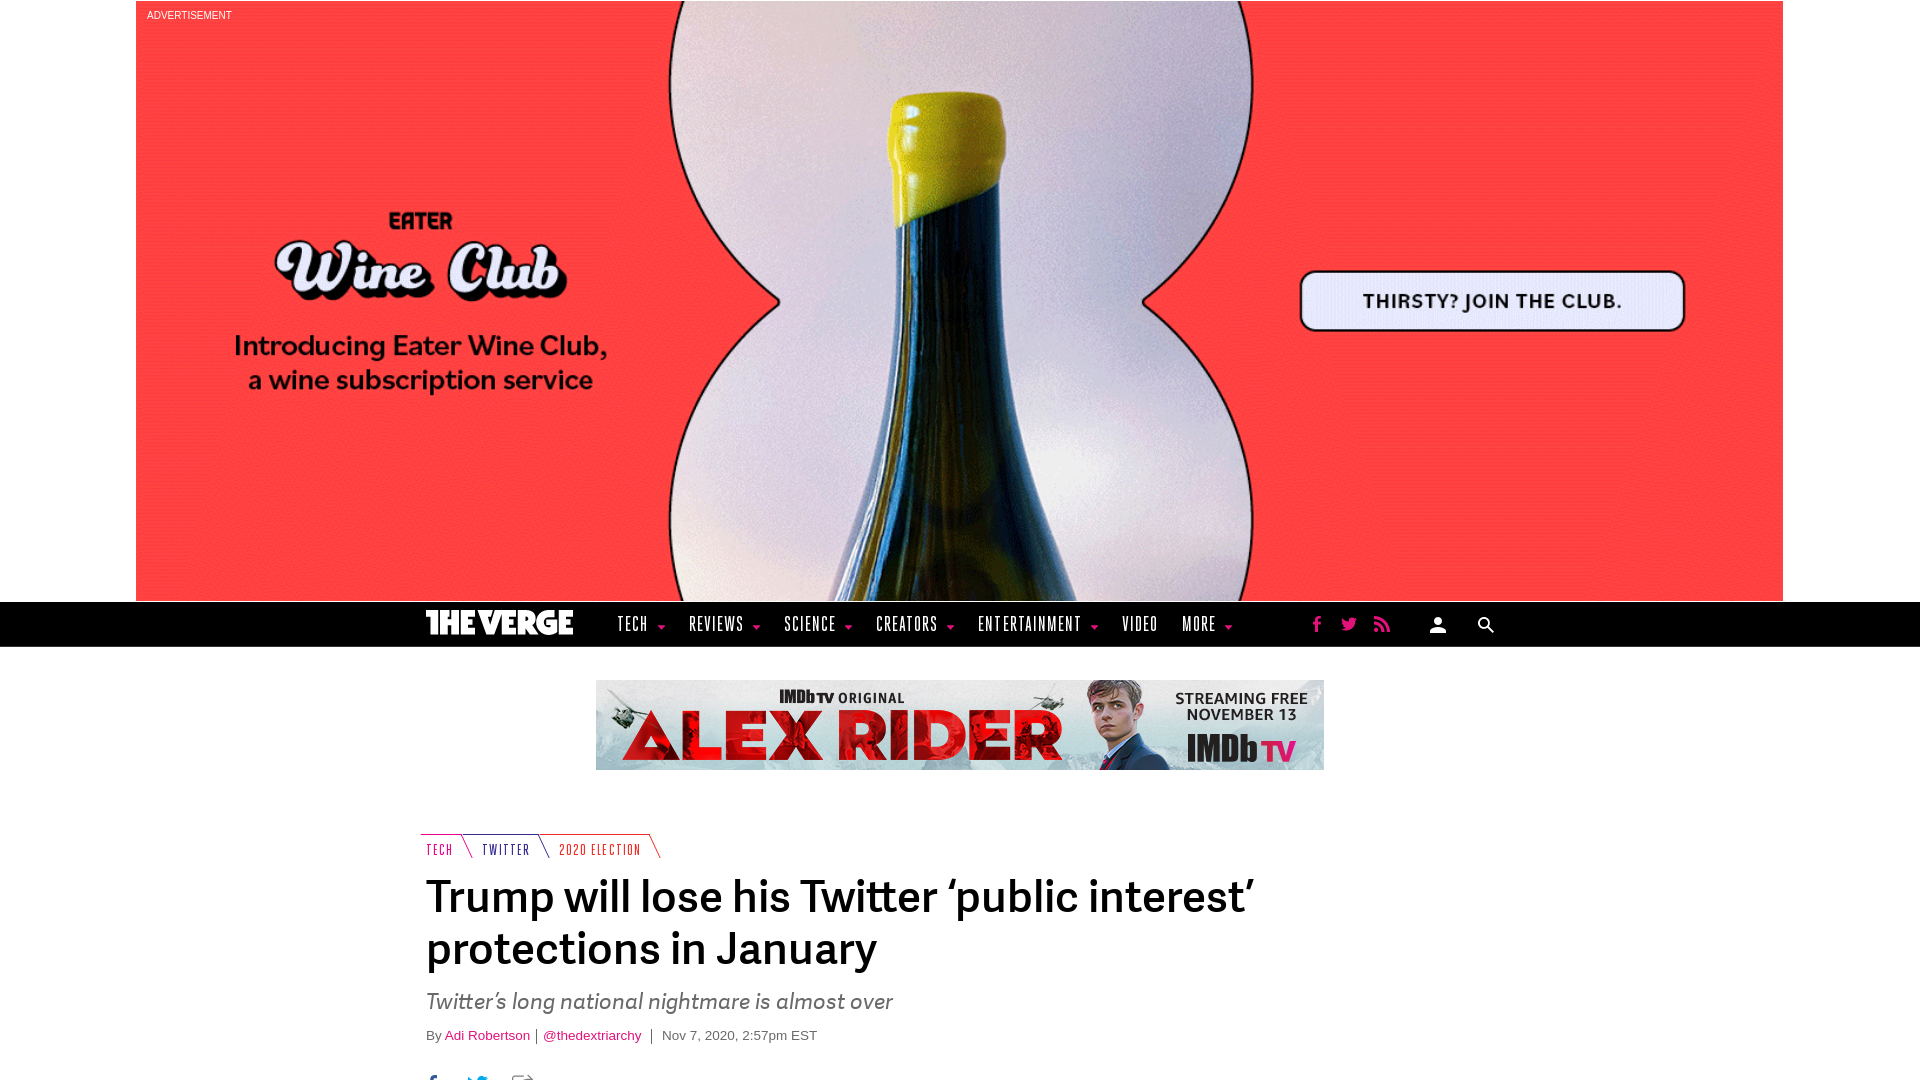 ADVERTISEMENT
EATER
Wine Club
Introducing Eater Wine Club,
a wine subscription service
THIRSTY? JOIN THE CLUB.
THE VERGE TECH REVIEWS SCIENCE CREATORS ENTERTAINMENT VIDEO MORE
IMDb TV ORIGINAL
ALEX RIDER
STREAMING FREE
NOVEMBER 13
IMDb TV
TECH TWITTER 2020 ELECTION
Trump will lose his Twitter ‘public interest’
protections in January
Twitter’s long national nightmare is almost over
By Adi Robertson | @thedextriarchy | Nov 7, 2020, 2:57pm EST